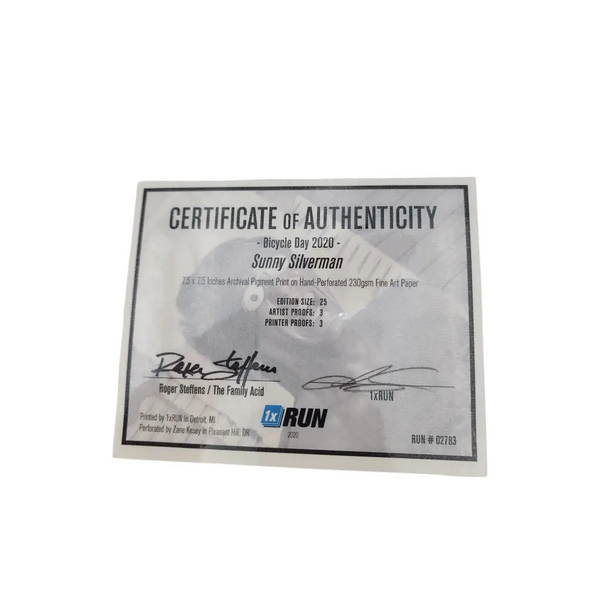 CERTIFICATE OF AUTHENTICITY
- Bicycle Day 2020 -
Sunny Silverman
7.5 x 7.5 Inches Archival Pigment Print on Hand-Perforated 230gsm Fine Art Paper
EDITION SIZE: 25
ARTIST PROOFS: 3
PRINTER PROOFS: 3
Roger Steffens
Roger Steffens / The Family Acid
1xRUN
Printed by 1xRUN in Detroit, MI
Perforated by Zane Kesey in Pleasant Hill, OR
1x RUN
2020
RUN # 02783